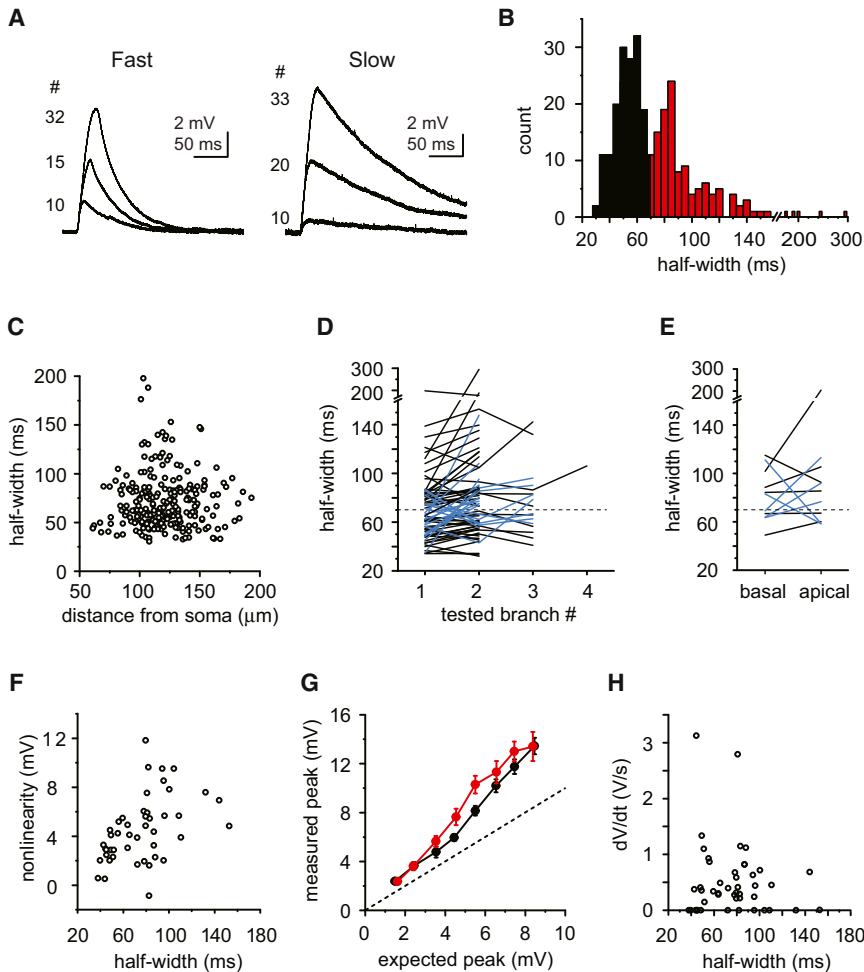 A
Fast
Slow
#
32
15
10
2 mV
50 ms
#
33
20
10
2 mV
50 ms
B
count
30
20
10
0
20
60
100
140
200
300
half-width (ms)
C
half-width (ms)
200
150
100
50
0
50
100
150
200
distance from soma (μm)
D
half-width (ms)
300
200
140
100
60
20
1
2
3
4
tested branch #
E
half-width (ms)
300
200
140
100
60
20
basal
apical
F
nonlinearity (mV)
12
8
4
0
20
60
100
140
180
half-width (ms)
G
measured peak (mV)
16
12
8
4
0
0
2
4
6
8
10
expected peak (mV)
H
dV/dt (V/s)
3
2
1
0
20
60
100
140
180
half-width (ms)